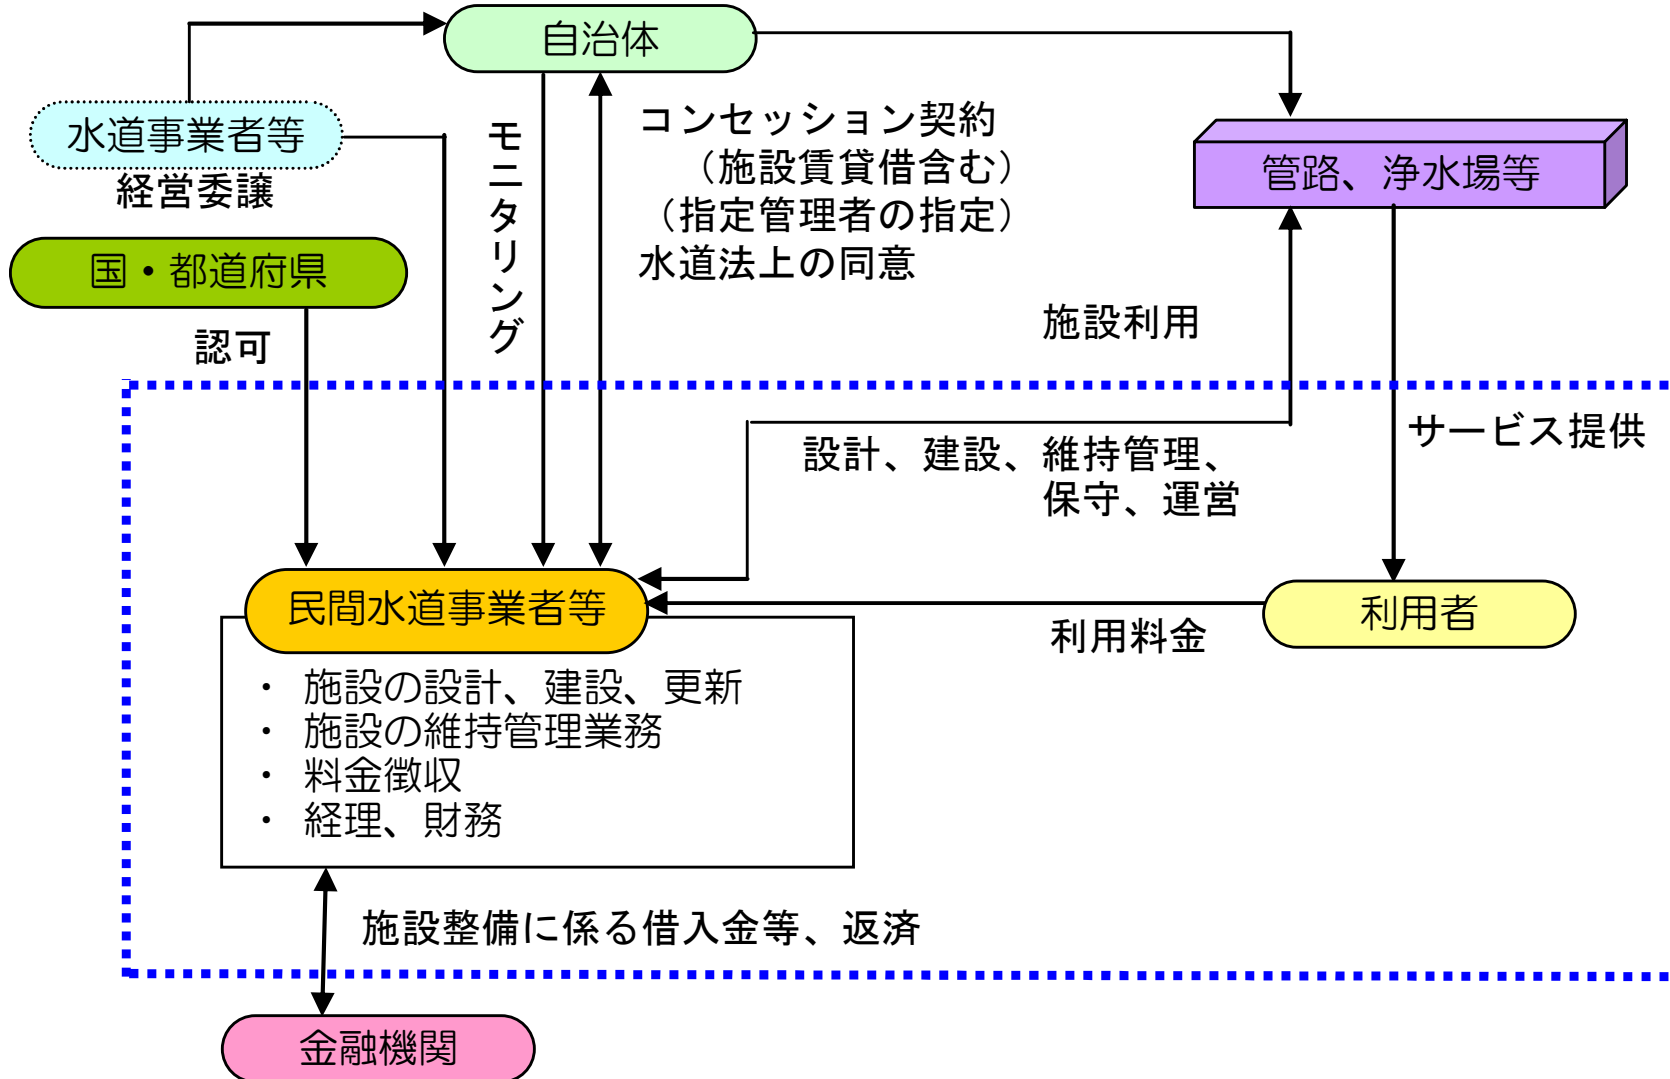 自治体
水道事業者等
経営委譲
モニタリング
コンセッション契約
（施設賃貸借含む）
（指定管理者の指定）
水道法上の同意
管路、浄水場等
国・都道府県
認可
施設利用
サービス提供
設計、建設、維持管理、
保守、運営
民間水道事業者等
利用者
利用料金
・ 施設の設計、建設、更新
・ 施設の維持管理業務
・ 料金徴収
・ 経理、財務
施設整備に係る借入金等、返済
金融機関